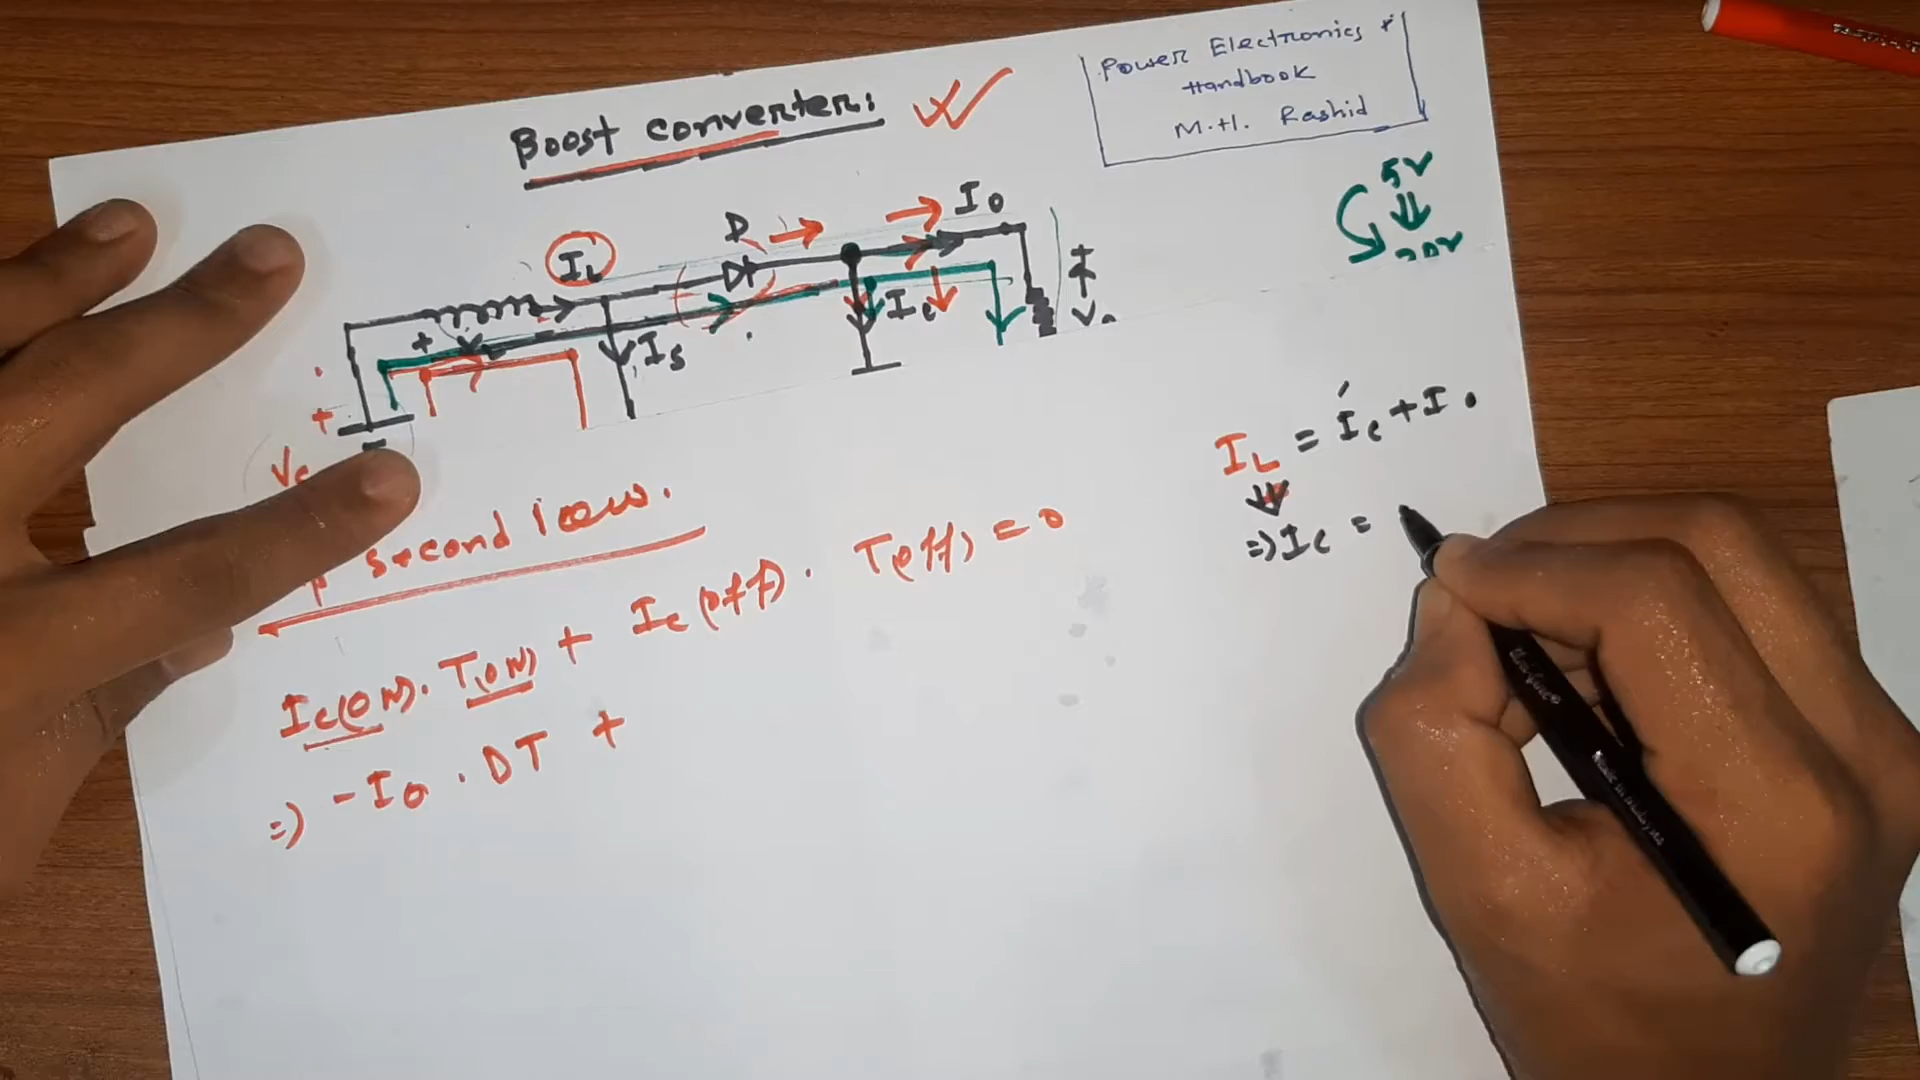 Power Electronics
Handbook
M.H. Rashid
Boost converter:
5V
20V
IL
D
Io
+
Is
Ic
+
-
+
second law.
IL = Ic + Io
=> Ic =
Ic(ON). T(ON) + Ic(off). T(off) = 0
=> -Io . DT +